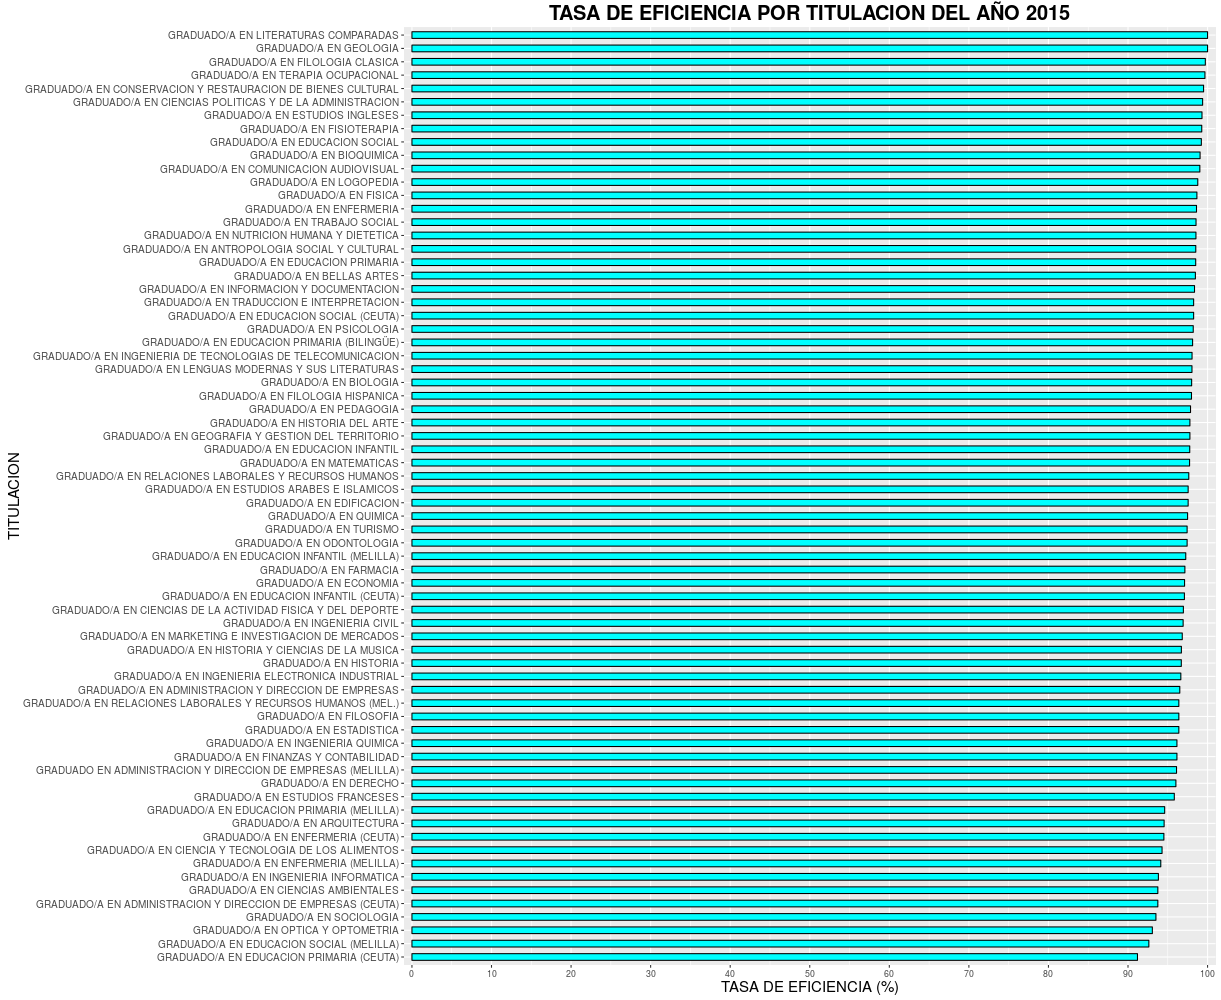 TASA DE EFICIENCIA POR TITULACION DEL AÑO 2015
TITULACION
GRADUADO/A EN LITERATURAS COMPARADAS
GRADUADO/A EN GEOLOGIA
GRADUADO/A EN FILOLOGIA CLASICA
GRADUADO/A EN TERAPIA OCUPACIONAL
GRADUADO/A EN CONSERVACION Y RESTAURACION DE BIENES CULTURAL
GRADUADO/A EN CIENCIAS POLITICAS Y DE LA ADMINISTRACION
GRADUADO/A EN ESTUDIOS INGLESES
GRADUADO/A EN FISIOTERAPIA
GRADUADO/A EN EDUCACION SOCIAL
GRADUADO/A EN BIOQUIMICA
GRADUADO/A EN COMUNICACION AUDIOVISUAL
GRADUADO/A EN LOGOPEDIA
GRADUADO/A EN FISICA
GRADUADO/A EN ENFERMERIA
GRADUADO/A EN TRABAJO SOCIAL
GRADUADO/A EN NUTRICION HUMANA Y DIETETICA
GRADUADO/A EN ANTROPOLOGIA SOCIAL Y CULTURAL
GRADUADO/A EN EDUCACION PRIMARIA
GRADUADO/A EN BELLAS ARTES
GRADUADO/A EN INFORMACION Y DOCUMENTACION
GRADUADO/A EN TRADUCCION E INTERPRETACION
GRADUADO/A EN EDUCACION SOCIAL (CEUTA)
GRADUADO/A EN PSICOLOGIA
GRADUADO/A EN EDUCACION PRIMARIA (BILINGÜE)
GRADUADO/A EN INGENIERIA DE TECNOLOGIAS DE TELECOMUNICACION
GRADUADO/A EN LENGUAS MODERNAS Y SUS LITERATURAS
GRADUADO/A EN BIOLOGIA
GRADUADO/A EN FILOLOGIA HISPANICA
GRADUADO/A EN PEDAGOGIA
GRADUADO/A EN HISTORIA DEL ARTE
GRADUADO/A EN GEOGRAFIA Y GESTION DEL TERRITORIO
GRADUADO/A EN EDUCACION INFANTIL
GRADUADO/A EN MATEMATICAS
GRADUADO/A EN RELACIONES LABORALES Y RECURSOS HUMANOS
GRADUADO/A EN ESTUDIOS ARABES E ISLAMICOS
GRADUADO/A EN EDIFICACION
GRADUADO/A EN QUIMICA
GRADUADO/A EN TURISMO
GRADUADO/A EN ODONTOLOGIA
GRADUADO/A EN EDUCACION INFANTIL (MELILLA)
GRADUADO/A EN FARMACIA
GRADUADO/A EN ECONOMIA
GRADUADO/A EN EDUCACION INFANTIL (CEUTA)
GRADUADO/A EN CIENCIAS DE LA ACTIVIDAD FISICA Y DEL DEPORTE
GRADUADO/A EN INGENIERIA CIVIL
GRADUADO/A EN MARKETING E INVESTIGACION DE MERCADOS
GRADUADO/A EN HISTORIA Y CIENCIAS DE LA MUSICA
GRADUADO/A EN HISTORIA
GRADUADO/A EN INGENIERIA ELECTRONICA INDUSTRIAL
GRADUADO/A EN ADMINISTRACION Y DIRECCION DE EMPRESAS
GRADUADO/A EN RELACIONES LABORALES Y RECURSOS HUMANOS (MEL.)
GRADUADO/A EN FILOSOFIA
GRADUADO/A EN ESTADISTICA
GRADUADO/A EN INGENIERIA QUIMICA
GRADUADO/A EN FINANZAS Y CONTABILIDAD
GRADUADO EN ADMINISTRACION Y DIRECCION DE EMPRESAS (MELILLA)
GRADUADO/A EN DERECHO
GRADUADO/A EN ESTUDIOS FRANCESES
GRADUADO/A EN EDUCACION PRIMARIA (MELILLA)
GRADUADO/A EN ARQUITECTURA
GRADUADO/A EN ENFERMERIA (CEUTA)
GRADUADO/A EN CIENCIA Y TECNOLOGIA DE LOS ALIMENTOS
GRADUADO/A EN ENFERMERIA (MELILLA)
GRADUADO/A EN INGENIERIA INFORMATICA
GRADUADO/A EN CIENCIAS AMBIENTALES
GRADUADO/A EN ADMINISTRACION Y DIRECCION DE EMPRESAS (CEUTA)
GRADUADO/A EN SOCIOLOGIA
GRADUADO/A EN OPTICA Y OPTOMETRIA
GRADUADO/A EN EDUCACION SOCIAL (MELILLA)
GRADUADO/A EN EDUCACION PRIMARIA (CEUTA)
0 10 20 30 40 50 60 70 80 90 100
TASA DE EFICIENCIA (%)